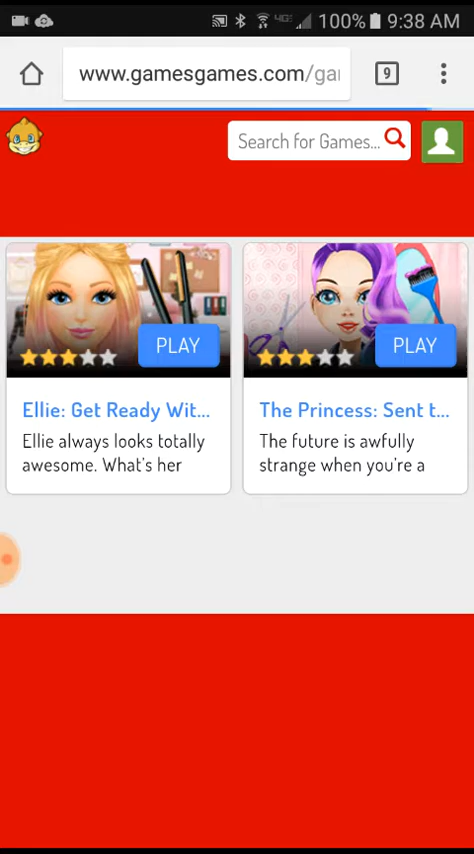 100% 9:38 AM
www.gamesgames.com/gai
9
Search for Games...
PLAY
PLAY
Ellie: Get Ready Wit...
Ellie always looks totally
awesome. What's her
The Princess: Sent t...
The future is awfully
strange when you're a